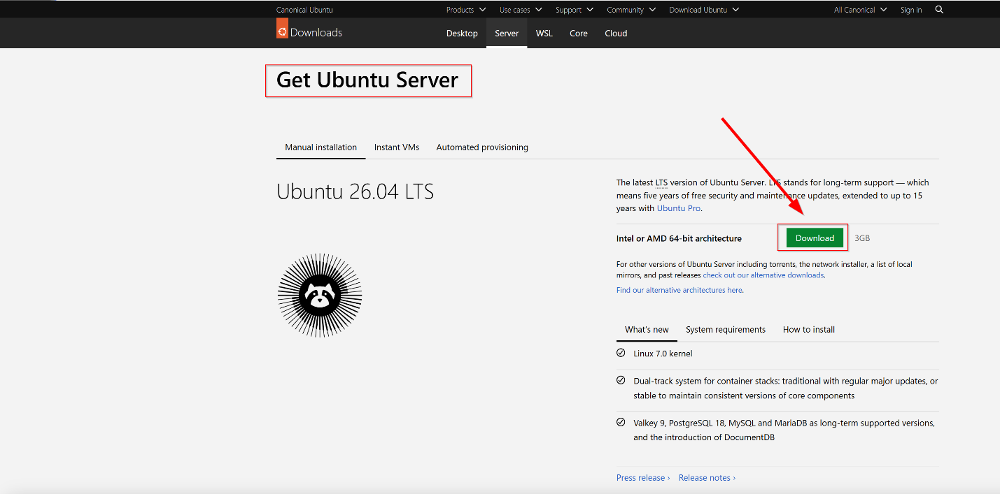 Canonical Ubuntu Products Use cases Support Community Download Ubuntu All Canonical Sign in
Downloads Desktop Server WSL Core Cloud
Get Ubuntu Server
Manual installation Instant VMs Automated provisioning
Ubuntu 26.04 LTS
The latest LTS version of Ubuntu Server. LTS stands for long-term support — which
means five years of free security and maintenance updates, extended to up to 15
years with Ubuntu Pro.
Intel or AMD 64-bit architecture Download 3GB
For other versions of Ubuntu Server including torrents, the network installer, a list of local
mirrors, and past releases check out our alternative downloads.
Find our alternative architectures here.
What's new System requirements How to install
Linux 7.0 kernel
Dual-track system for container stacks: traditional with regular major updates, or
stable to maintain consistent versions of core components
Valkey 9, PostgreSQL 18, MySQL and MariaDB as long-term supported versions,
and the introduction of DocumentDB
Press release › Release notes ›